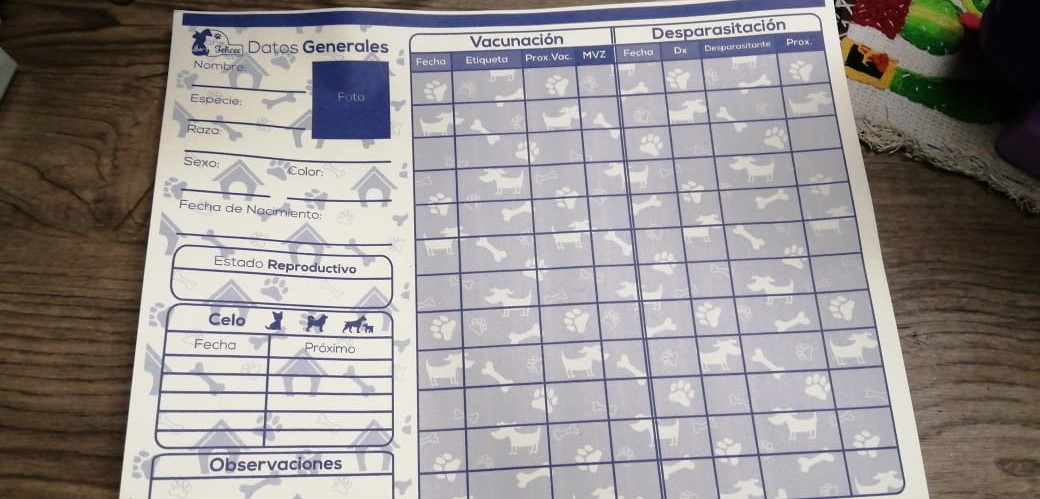 Felices
Datos Generales
Nombre:
Foto
Especie:
Raza:
Sexo:
Color:
Fecha de Nacimiento:
Estado Reproductivo
Celo
Fecha Próximo
Observaciones
Vacunación Desparasitación
Fecha Etiqueta Prox.Vac. MVZ Fecha Dx Desparasitante Prox.